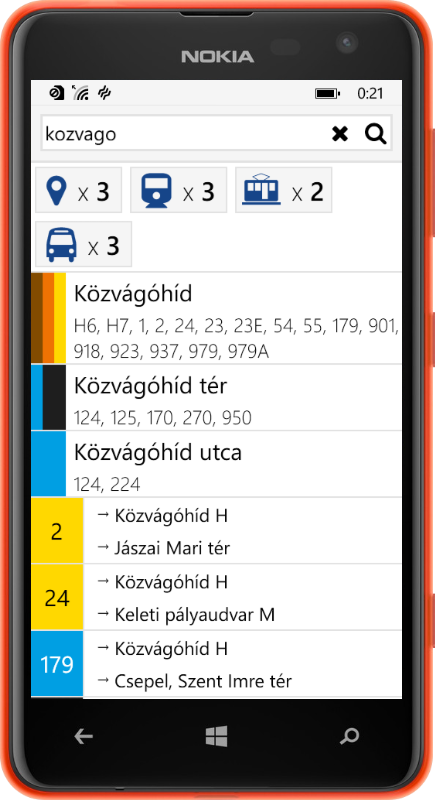 NOKIA
0:21
kozvago
x 3
x 3
x 2
x 3
Közvágóhíd
H6, H7, 1, 2, 24, 23, 23E, 54, 55, 179, 901,
918, 923, 937, 979, 979A
Közvágóhíd tér
124, 125, 170, 270, 950
Közvágóhíd utca
124, 224
2
→ Közvágóhíd H
→ Jászai Mari tér
24
→ Közvágóhíd H
→ Keleti pályaudvar M
179
→ Közvágóhíd H
→ Csepel, Szent Imre tér